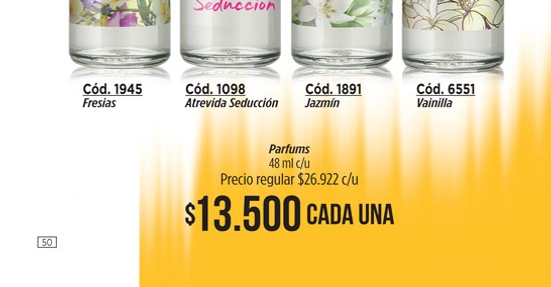 Seducción
Cód. 1945
Fresias
Cód. 1098
Atrevida Seducción
Cód. 1891
Jazmín
Cód. 6551
Vainilla
Parfums
48 ml c/u
Precio regular $26.922 c/u
$13.500 CADA UNA
50